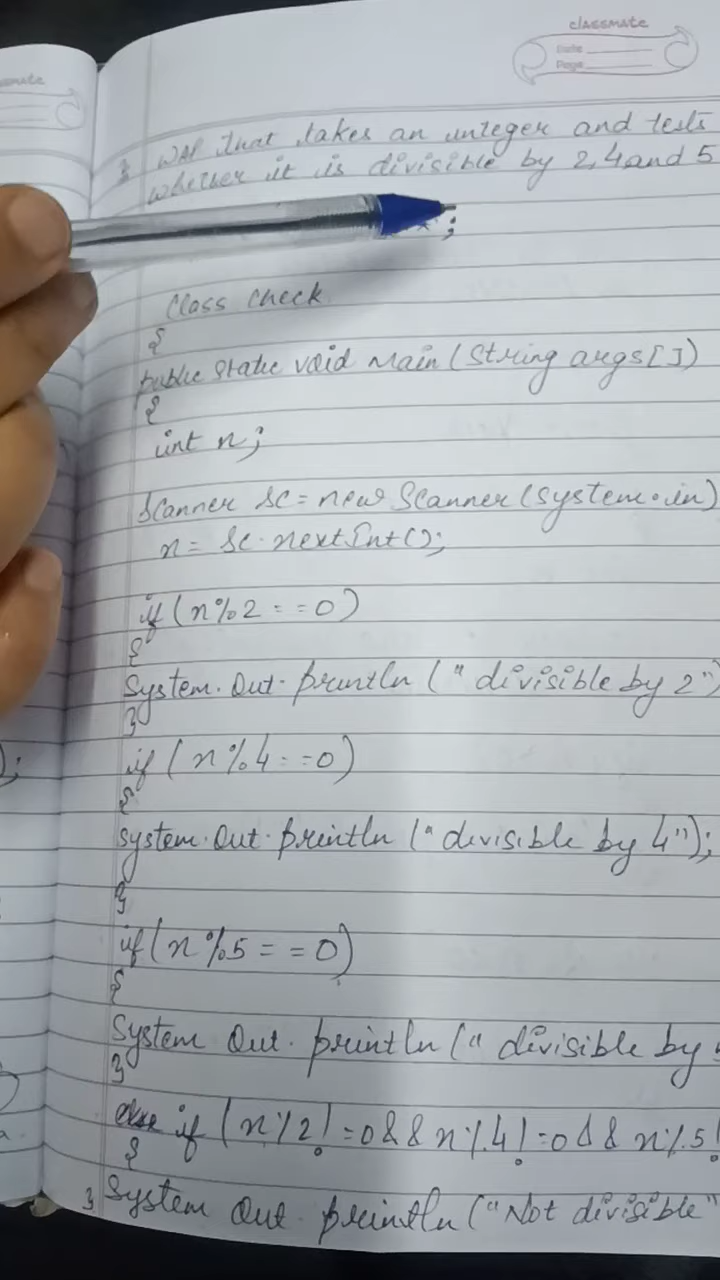 classmate
Date
Page
3 WAP that takes an integer and tests
whether it is divisible by 2, 4 and 5
;
Class Check
{
public static void main (String args[])
{
int n;
Scanner Sc = new Scanner (System.in)
n = Sc.nextInt();
if (n%2 = =0)
{
System.Out.println (" divisible by 2")
}
if (n%4 = =0)
{
System.Out.println (" divisible by 4");
}
if (n%5 = =0)
{
System Out.println (" divisible by
}
else if (n%2! =0 && n%4! =0 && n%5!
{
} System Out.println ("Not divisible"